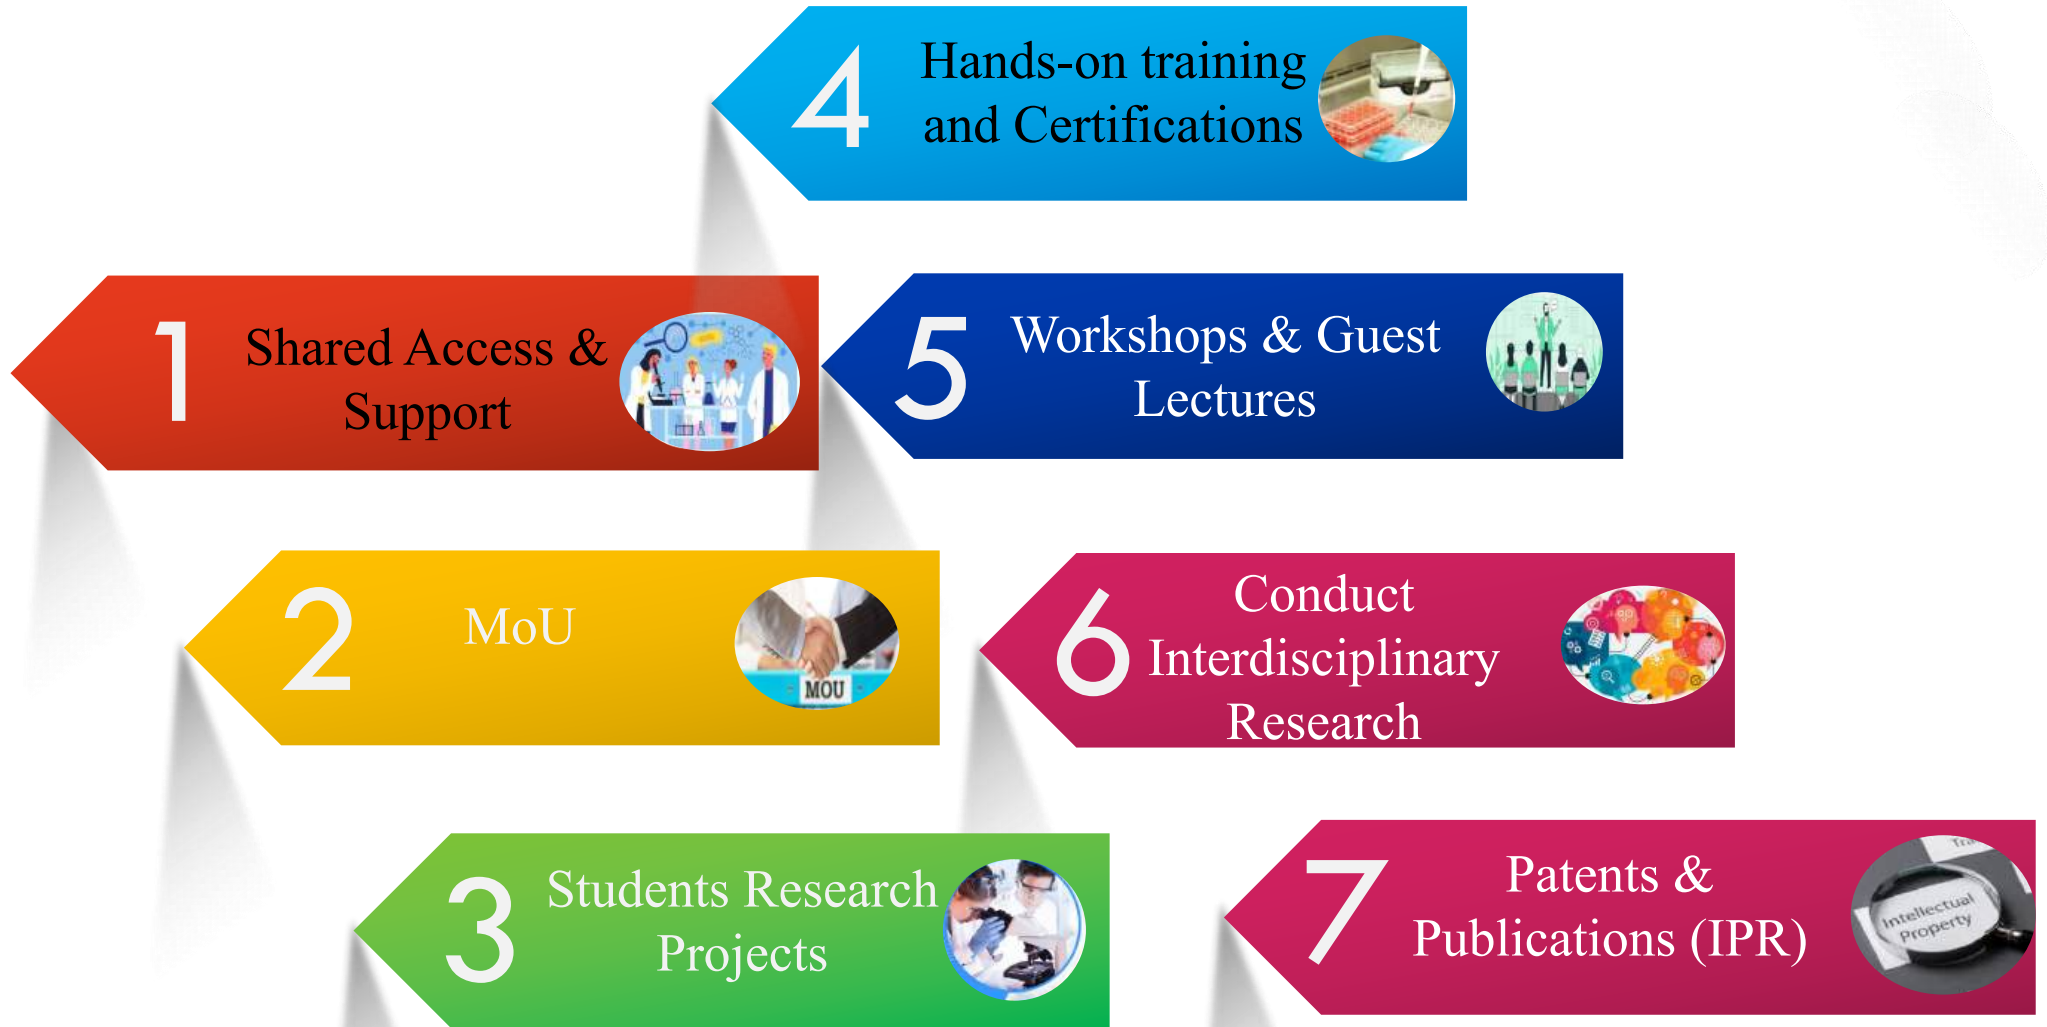 4
Hands-on training
and Certifications
1
Shared Access &
Support
5
Workshops & Guest
Lectures
2
MoU
MOU
6
Conduct
Interdisciplinary
Research
3
Students Research
Projects
7
Patents &
Publications (IPR)
Intellectual
Property